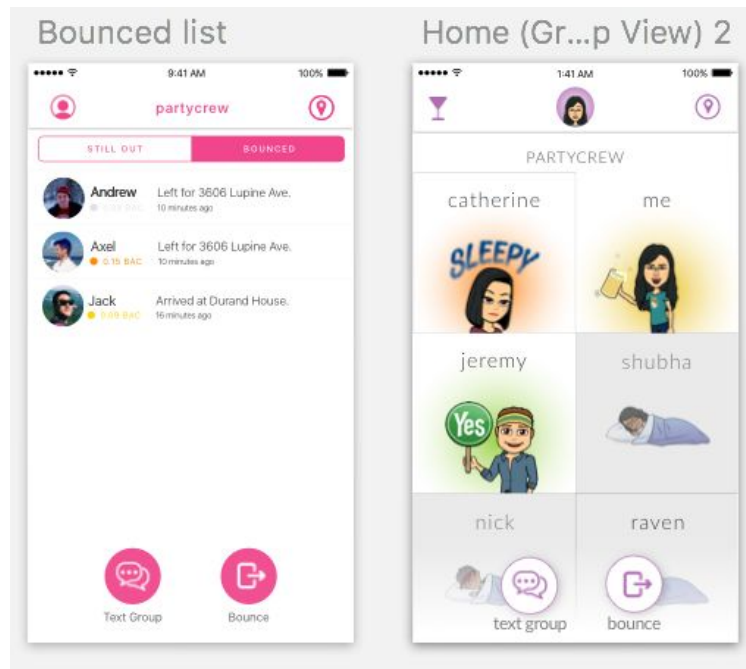 Bounced list
9:41 AM
100%
partycrew
STILL OUT
BOUNCED
Andrew
Left for 3606 Lupine Ave.
10 minutes ago
Axel
0.15 BAC
Left for 3606 Lupine Ave.
10 minutes ago
Jack
0.09 BAC
Arrived at Durand House.
16 minutes ago
Text Group
Bounce
Home (Gr...p View) 2
1:41 AM
100%
PARTYCREW
catherine
me
SLEEPY
jeremy
shubha
Yes
nick
raven
text group
bounce